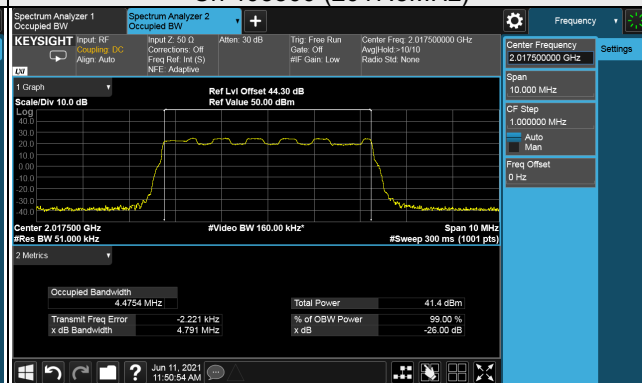 Spectrum Analyzer 1
Occupied BW
Spectrum Analyzer 2
Occupied BW
Frequency
KEYSIGHT
Input: RF
Coupling: DC
Align: Auto
Input Z: 50 Ω
Corrections: Off
Freq Ref: Int (S)
NFE: Adaptive
Atten: 30 dB
Trig: Free Run
Gate: Off
#IF Gain: Low
Center Freq: 2.017500000 GHz
Avg|Hold:>10/10
Radio Std: None
LXI
Center Frequency
2.017500000 GHz
Settings
Span
10.000 MHz
CF Step
1.000000 MHz
Auto
Man
Freq Offset
0 Hz
1 Graph
Scale/Div 10.0 dB
Ref Lvl Offset 44.30 dB
Ref Value 50.00 dBm
Log
40.0
30.0
20.0
10.0
0.00
-10.0
-20.0
-30.0
-40.0
Center 2.017500 GHz
#Res BW 51.000 kHz
#Video BW 160.00 kHz*
Span 10 MHz
#Sweep 300 ms (1001 pts)
2 Metrics
Occupied Bandwidth
4.4754 MHz
Total Power 41.4 dBm
Transmit Freq Error -2.221 kHz
% of OBW Power 99.00 %
x dB Bandwidth 4.791 MHz
x dB -26.00 dB
?
Jun 11, 2021
11:50:54 AM